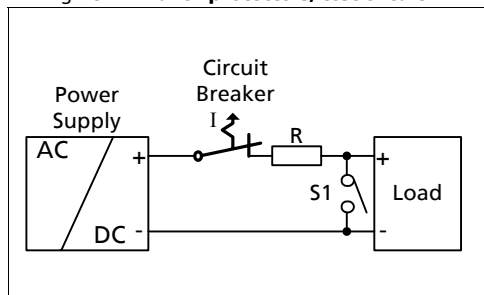 Circuit
Breaker
Power
Supply
I
AC
+
R
+
S1
Load
DC
-
-